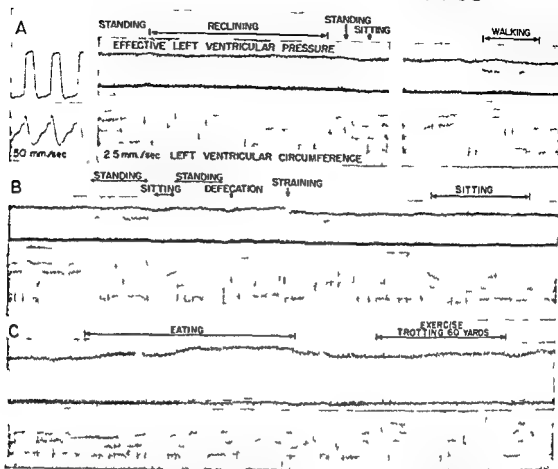 A
STANDING
RECLINING
STANDING
SITTING
WALKING
EFFECTIVE LEFT VENTRICULAR PRESSURE
50 mm/sec
2.5 mm./sec LEFT VENTRICULAR CIRCUMFERENCE
B
STANDING
SITTING
STANDING
DEFECATION
STRAINING
SITTING
C
EATING
EXERCISE
TROTTING 60 YARDS